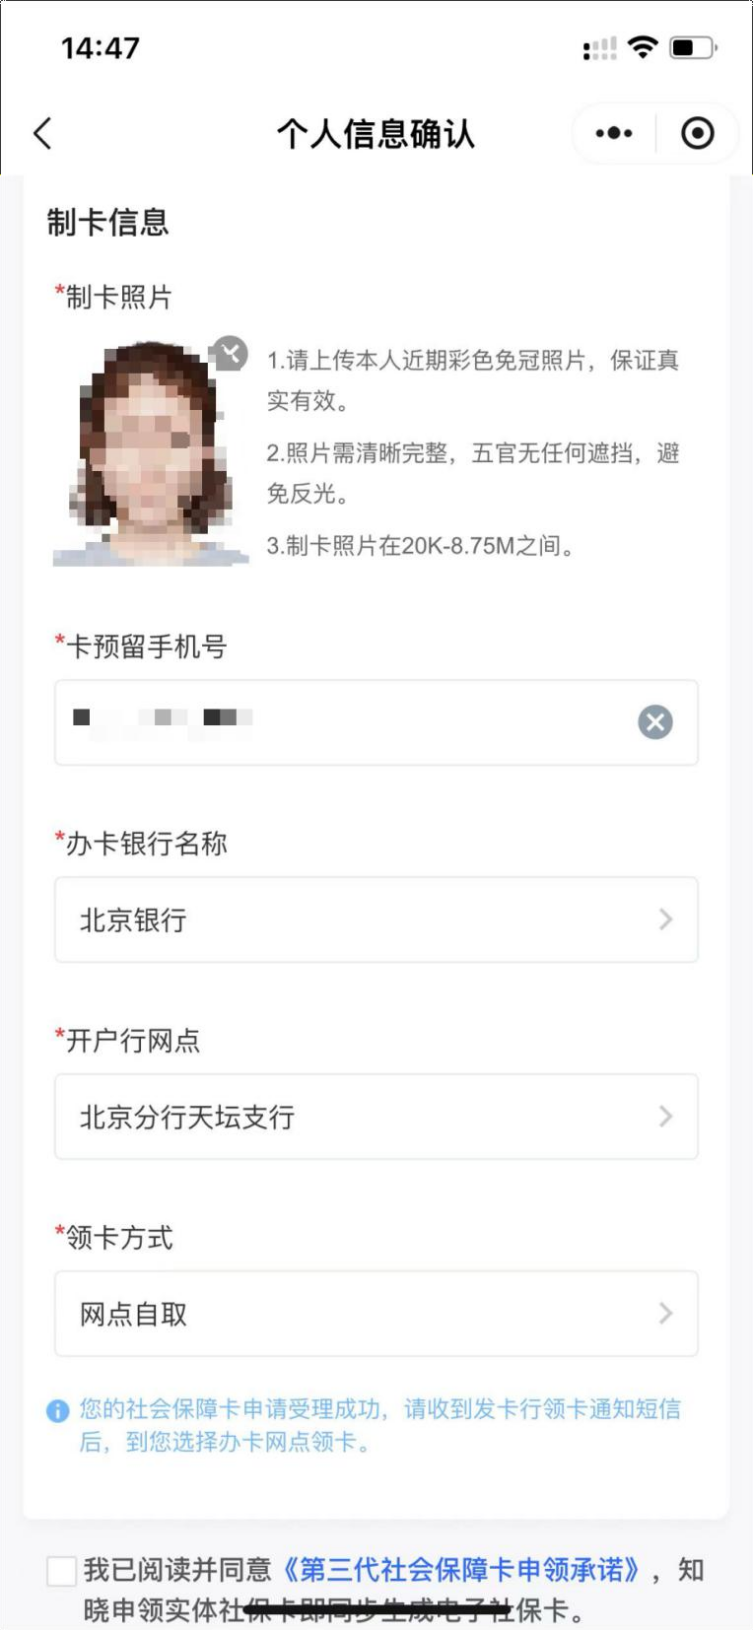 14:47
个人信息确认
制卡信息
*制卡照片
1.请上传本人近期彩色免冠照片，保证真
实有效。
2.照片需清晰完整，五官无任何遮挡，避
免反光。
3.制卡照片在20K-8.75M之间。
*卡预留手机号
*办卡银行名称
北京银行
*开户行网点
北京分行天坛支行
*领卡方式
网点自取
您的社会保障卡申请受理成功，请收到发卡行领卡通知短信
后，到您选择办卡网点领卡。
我已阅读并同意《第三代社会保障卡申领承诺》，知
晓申领实体社保卡即同步生成电子社保卡。